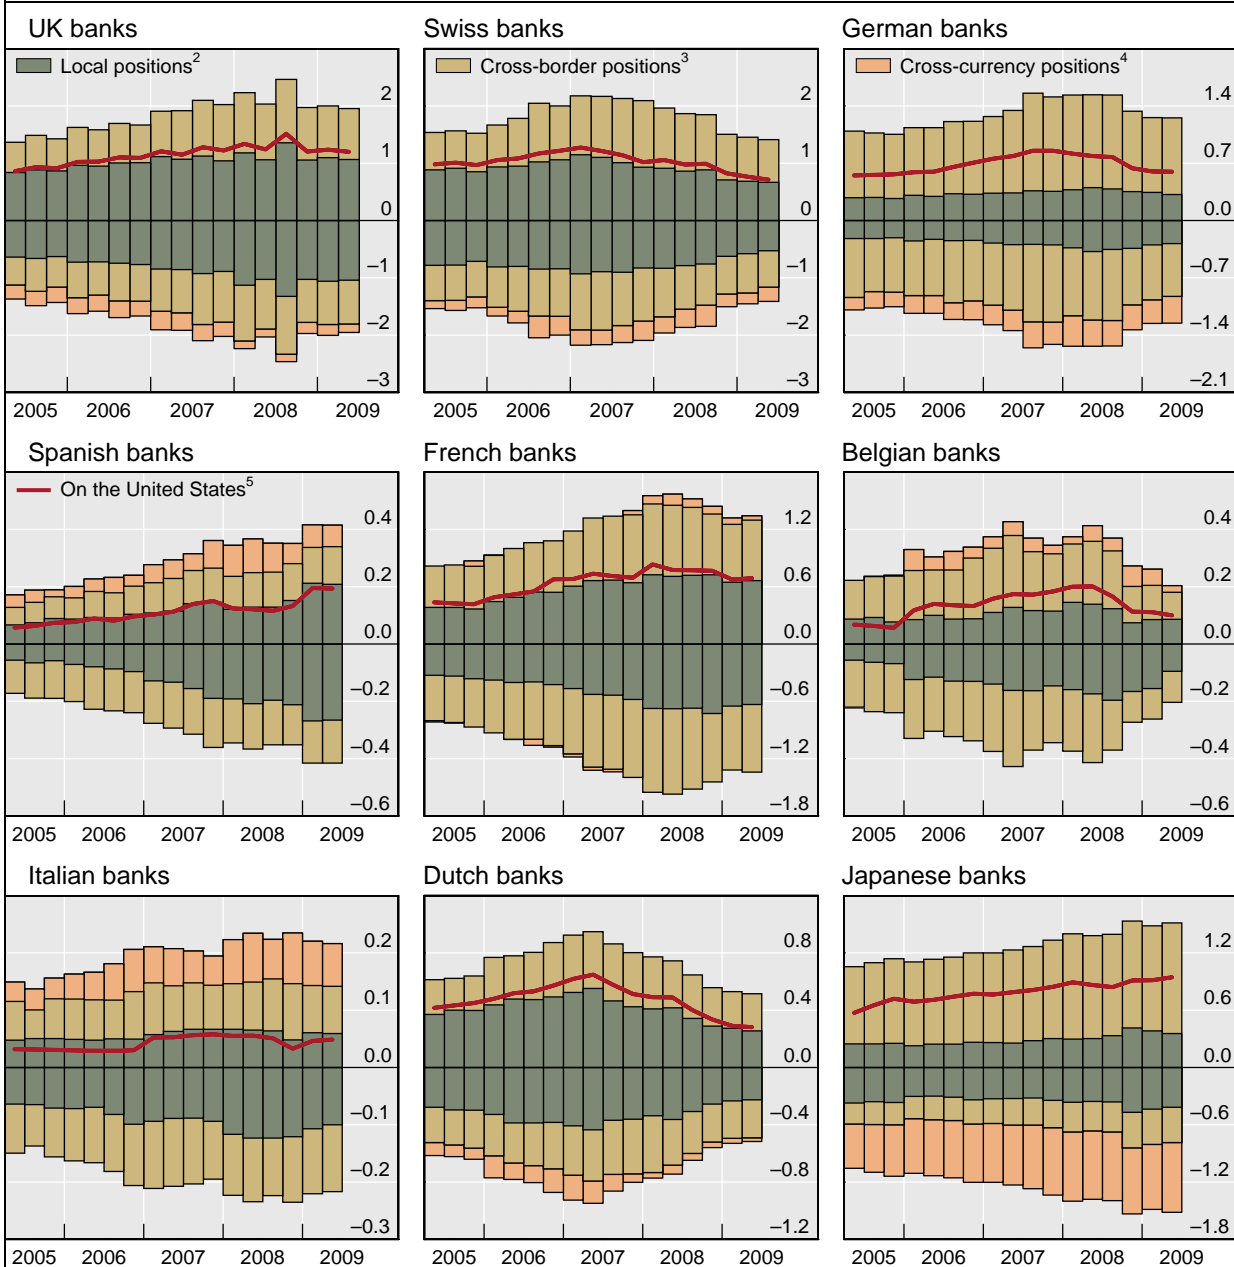 UK banks
Swiss banks
German banks
Local positions2
Cross-border positions3
Cross-currency positions4
2
1
0
–1
–2
–3
2
1
0
–1
–2
–3
1.4
0.7
0.0
–0.7
–1.4
–2.1
2005 2006 2007 2008 2009
2005 2006 2007 2008 2009
2005 2006 2007 2008 2009
Spanish banks
French banks
Belgian banks
On the United States5
0.4
0.2
0.0
–0.2
–0.4
–0.6
1.2
0.6
0.0
–0.6
–1.2
–1.8
0.4
0.2
0.0
–0.2
–0.4
–0.6
2005 2006 2007 2008 2009
2005 2006 2007 2008 2009
2005 2006 2007 2008 2009
Italian banks
Dutch banks
Japanese banks
0.2
0.1
0.0
–0.1
–0.2
–0.3
0.8
0.4
0.0
–0.4
–0.8
–1.2
1.2
0.6
0.0
–0.6
–1.2
–1.8
2005 2006 2007 2008 2009
2005 2006 2007 2008 2009
2005 2006 2007 2008 2009